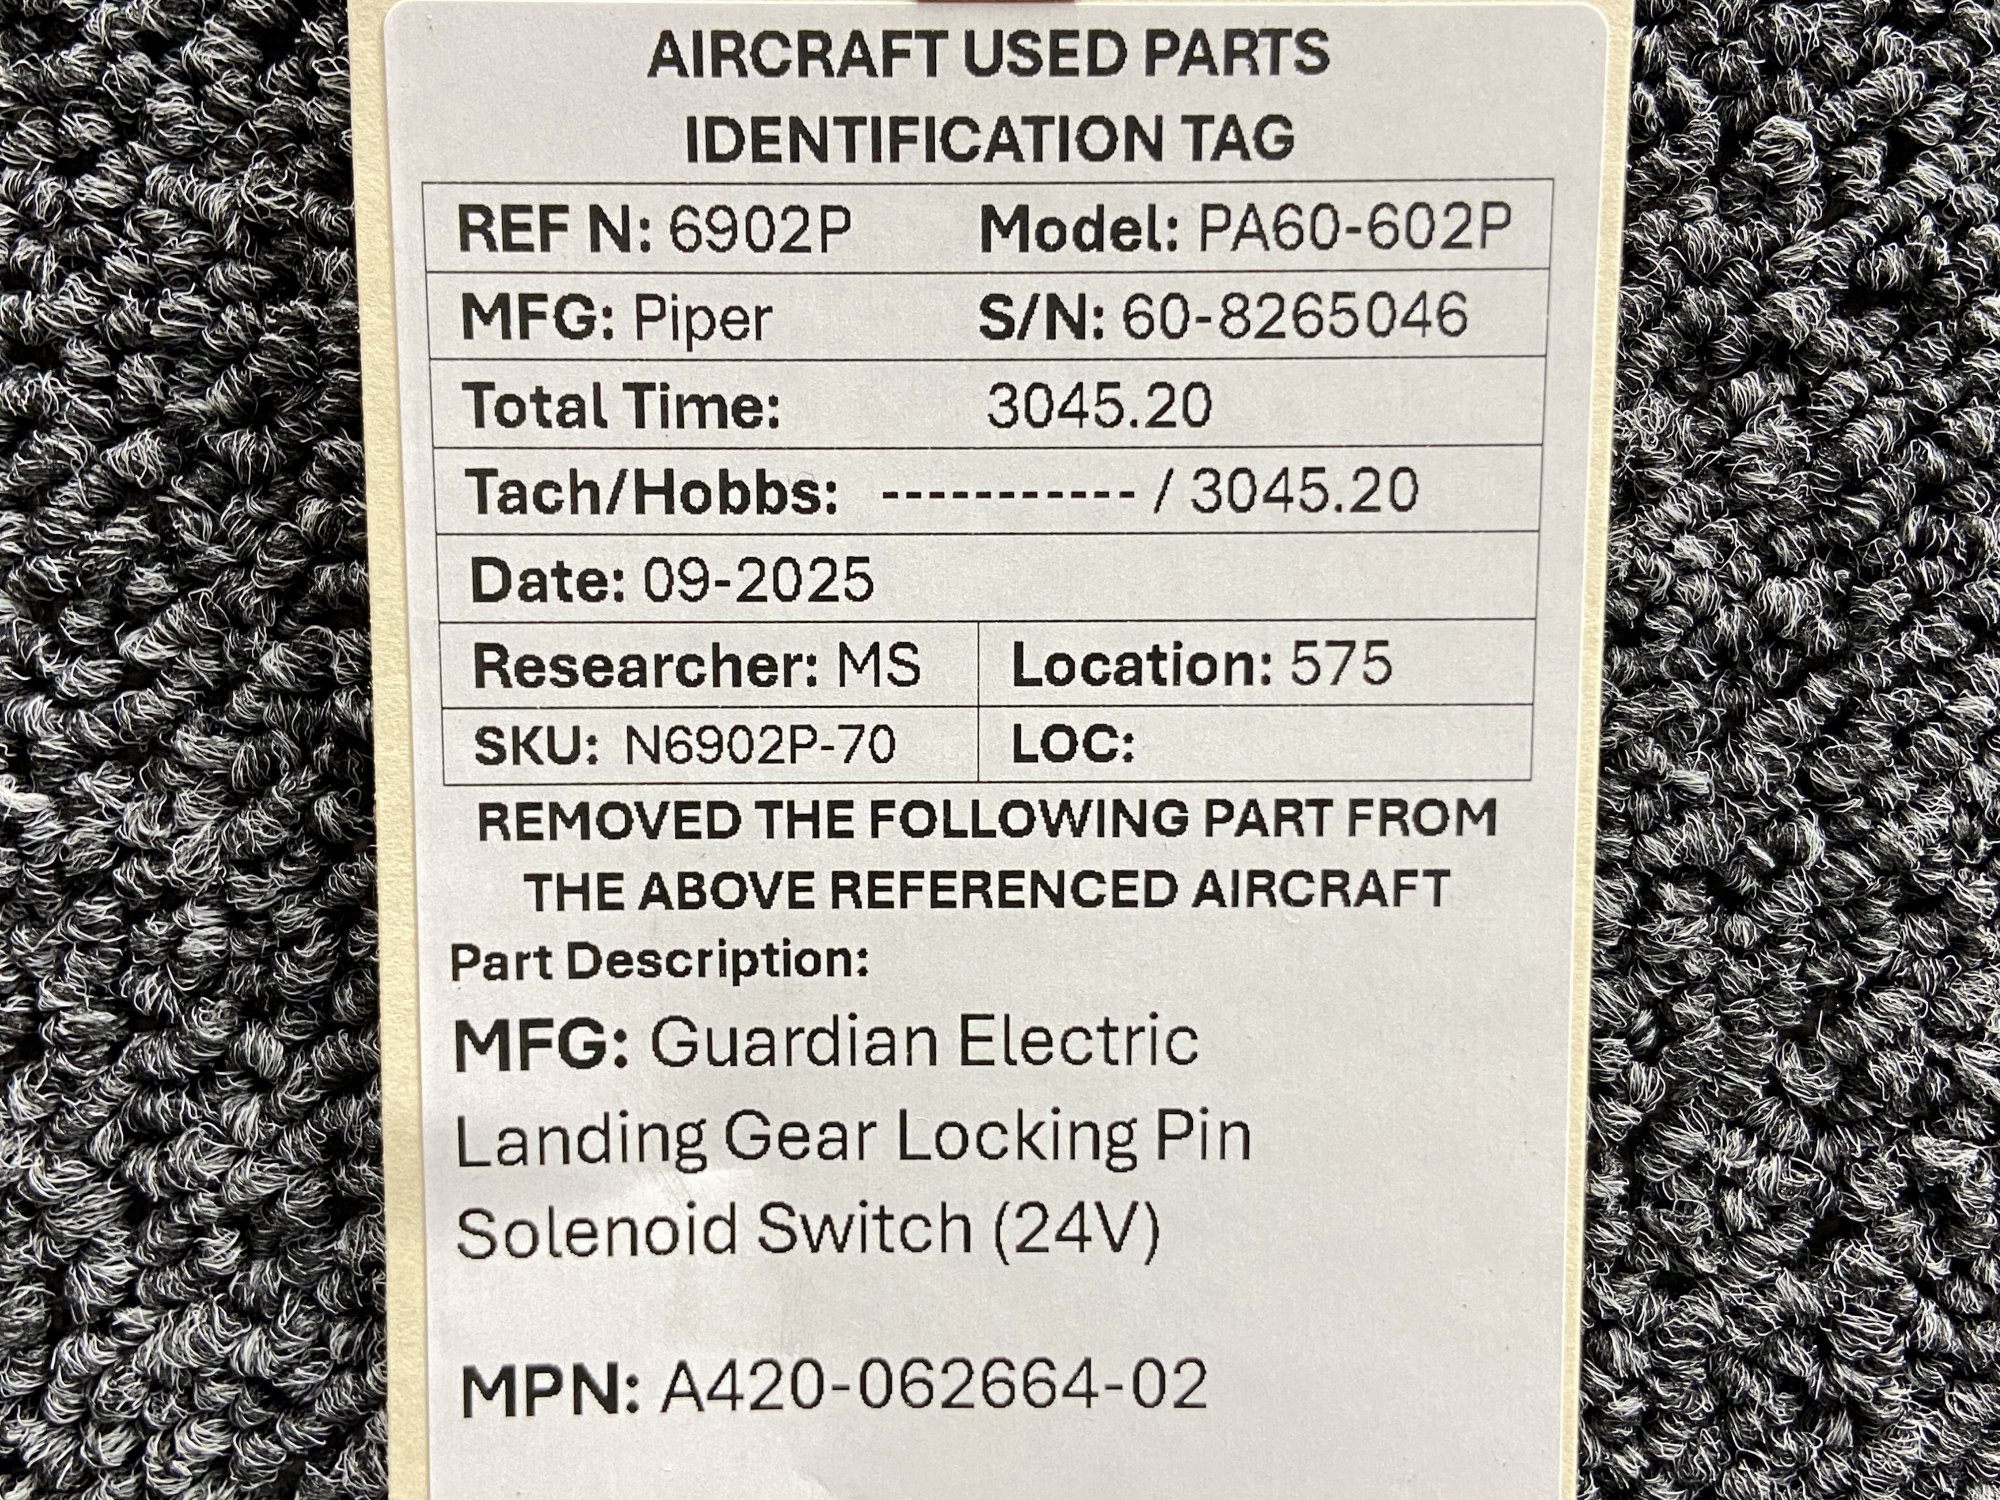 AIRCRAFT USED PARTS
IDENTIFICATION TAG
REF N: 6902P Model: PA60-602P
MFG: Piper S/N: 60-8265046
Total Time: 3045.20
Tach/Hobbs: ----------- / 3045.20
Date: 09-2025
Researcher: MS Location: 575
SKU: N6902P-70 LOC:
REMOVED THE FOLLOWING PART FROM
THE ABOVE REFERENCED AIRCRAFT
Part Description:
MFG: Guardian Electric
Landing Gear Locking Pin
Solenoid Switch (24V)
MPN: A420-062664-02